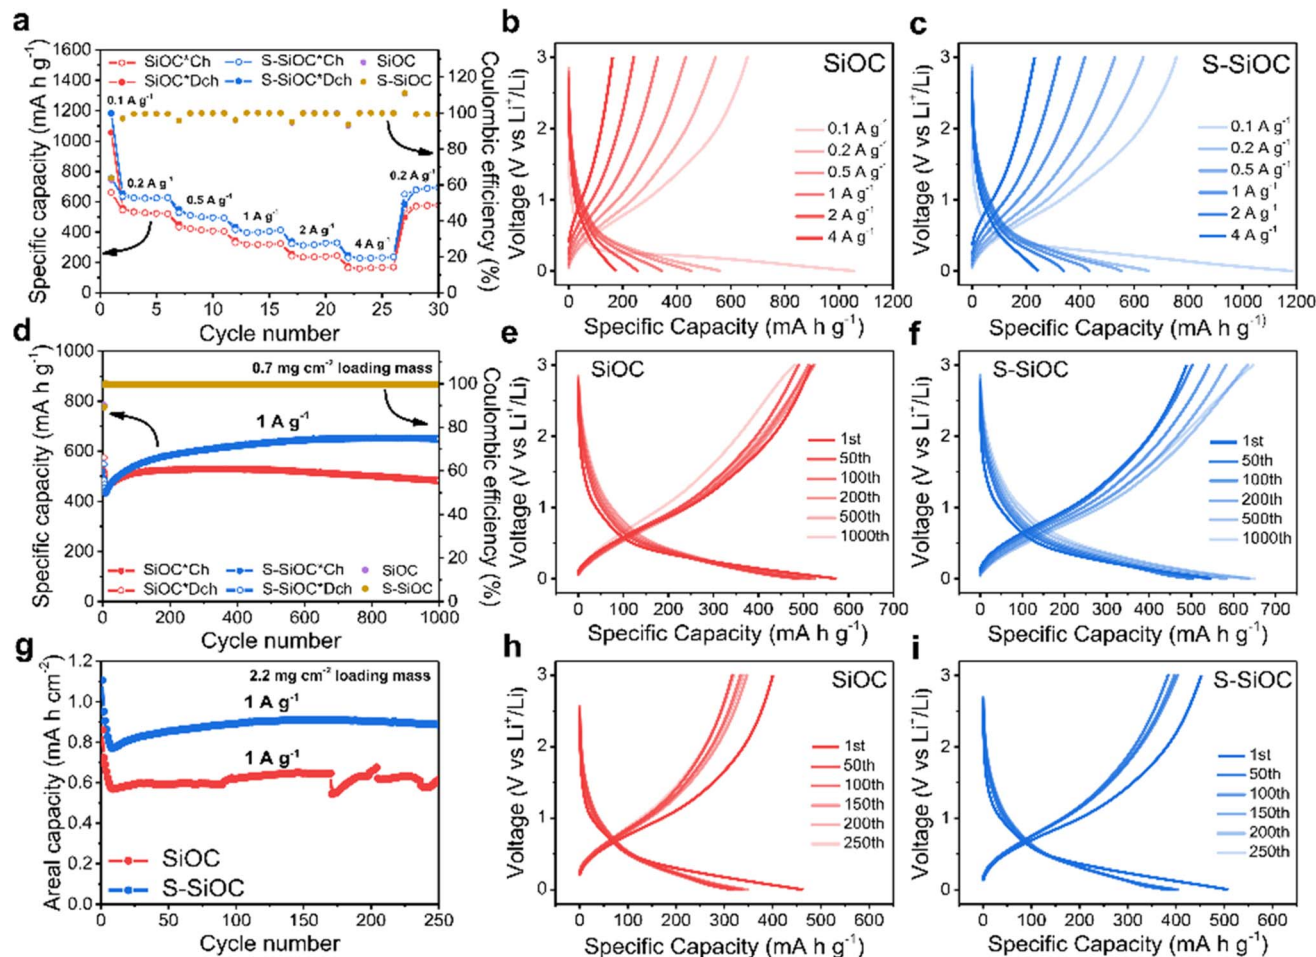 a
Specific capacity (mA h g⁻¹)
1600
1400
1200
1000
800
600
400
200
0
SiOC*Ch
S-SiOC*Ch
SiOC
SiOC*Dch
S-SiOC*Dch
S-SiOC
0.1 A g⁻¹
0.2 A g⁻¹
0.5 A g⁻¹
1 A g⁻¹
2 A g⁻¹
4 A g⁻¹
0.2 A g⁻¹
120
100
80
60
40
20
0
Coulombic efficiency (%)
0 5 10 15 20 25 30
Cycle number
b
Voltage (V vs Li⁺/Li)
3
2
1
0
SiOC
0.1 A g⁻
0.2 A g⁻
0.5 A g⁻
1 A g⁻¹
2 A g⁻¹
4 A g⁻¹
0 200 400 600 800 1000 1200
Specific Capacity (mA h g⁻¹)
c
Voltage (V vs Li⁺/Li)
3
2
1
0
S-SiOC
0.1 A g⁻¹
0.2 A g⁻¹
0.5 A g⁻¹
1 A g⁻¹
2 A g⁻¹
4 A g⁻¹
0 200 400 600 800 1000 1200
Specific Capacity (mA h g⁻¹)
d
Specific capacity (mA h g⁻¹)
1000
800
600
400
200
0
0.7 mg cm⁻² loading mass
1 A g⁻¹
SiOC*Ch
S-SiOC*Ch
SiOC
SiOC*Dch
S-SiOC*Dch
S-SiOC
100
90
80
70
60
50
40
30
20
10
0
Coulombic efficiency (%)
0 200 400 600 800 1000
Cycle number
e
Voltage (V vs Li⁺/Li)
3
2
1
0
SiOC
1st
50th
100th
200th
500th
1000th
0 100 200 300 400 500 600 700
Specific Capacity (mA h g⁻¹)
f
Voltage (V vs Li⁻/Li)
3
2
1
0
S-SiOC
1st
50th
100th
200th
500th
1000th
0 100 200 300 400 500 600 700
Specific Capacity (mA h g⁻¹)
g
Areal capacity (mA h cm⁻²)
1.2
1.0
0.8
0.6
0.4
0.2
0.0
2.2 mg cm⁻² loading mass
1 A g⁻¹
1 A g⁻¹
SiOC
S-SiOC
0 50 100 150 200 250
Cycle number
h
Voltage (V vs Li⁺/Li)
3
2
1
0
SiOC
1st
50th
100th
150th
200th
250th
0 100 200 300 400 500 600
Specific Capacity (mA h g⁻¹)
i
Voltage (V vs Li⁻/Li)
3
2
1
0
S-SiOC
1st
50th
100th
150th
200th
250th
0 100 200 300 400 500 600
Specific Capacity (mA h g⁻¹)